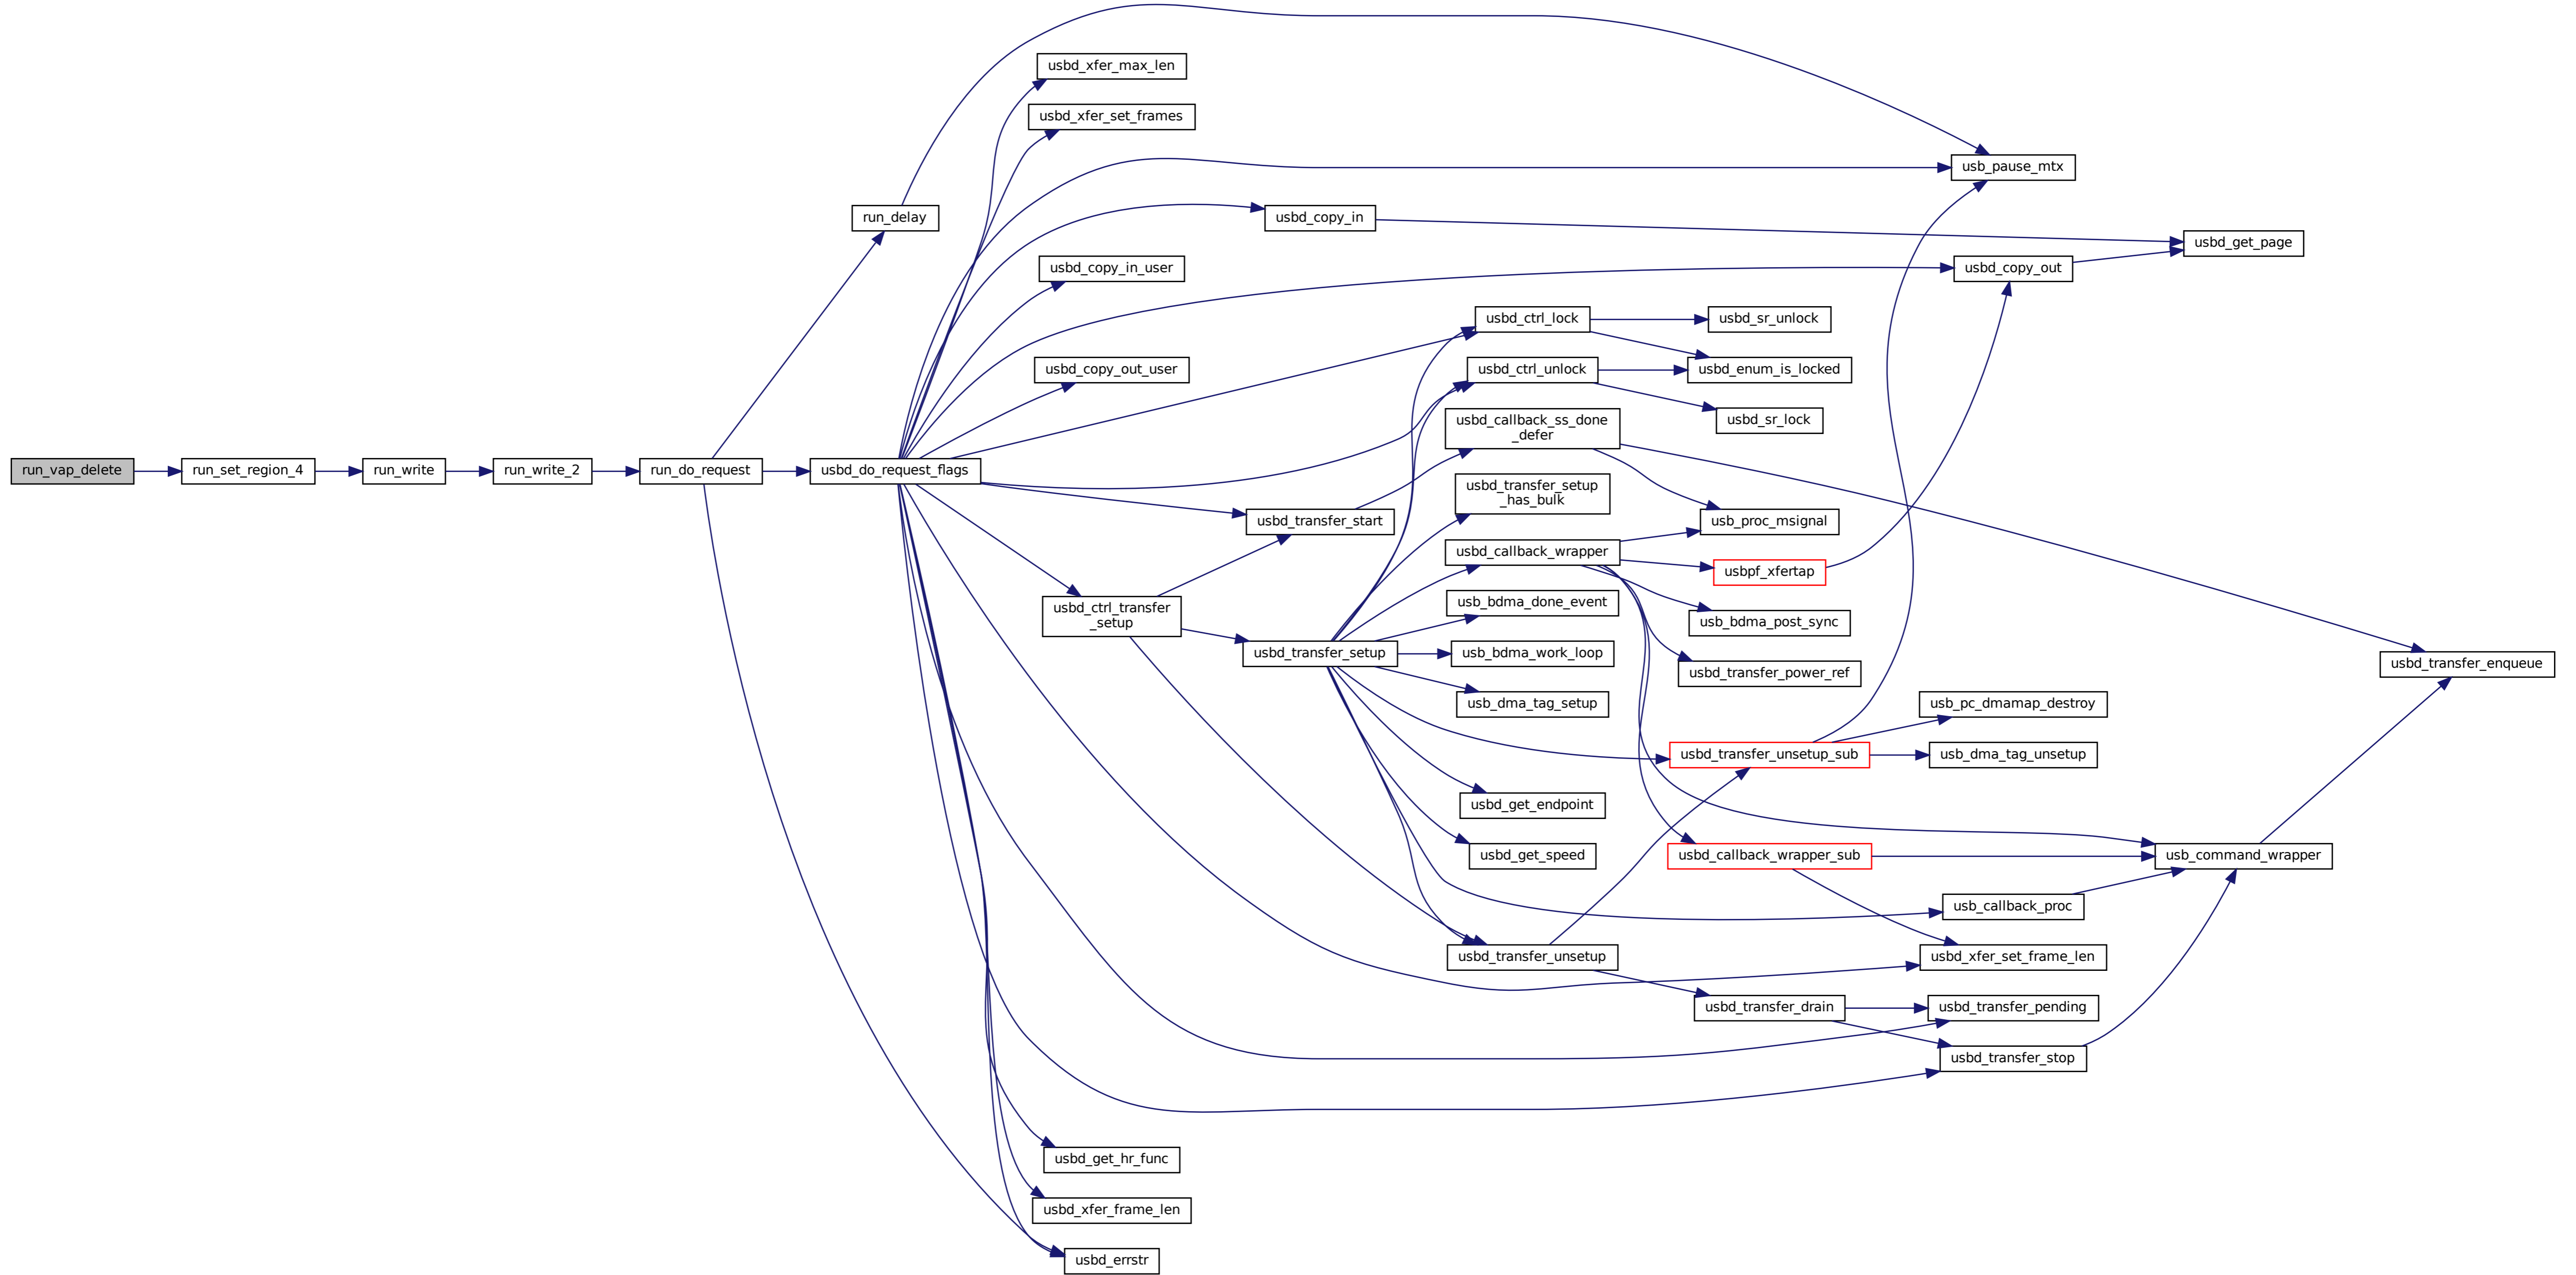 usbd_xfer_max_len
usbd_xfer_set_frames
usb_pause_mtx
run_delay
usbd_copy_in
usbd_get_page
usbd_copy_in_user
usbd_copy_out
usbd_ctrl_lock
usbd_sr_unlock
usbd_copy_out_user
usbd_ctrl_unlock
usbd_enum_is_locked
usbd_callback_ss_done
_defer
usbd_sr_lock
run_vap_delete
run_set_region_4
run_write
run_write_2
run_do_request
usbd_do_request_flags
usbd_transfer_setup
_has_bulk
usbd_transfer_start
usb_proc_msignal
usbd_callback_wrapper
usbpf_xfertap
usbd_ctrl_transfer
_setup
usb_bdma_done_event
usb_bdma_post_sync
usbd_transfer_setup
usb_bdma_work_loop
usbd_transfer_power_ref
usbd_transfer_enqueue
usb_dma_tag_setup
usb_pc_dmamap_destroy
usbd_transfer_unsetup_sub
usb_dma_tag_unsetup
usbd_get_endpoint
usbd_get_speed
usbd_callback_wrapper_sub
usb_command_wrapper
usb_callback_proc
usbd_transfer_unsetup
usbd_xfer_set_frame_len
usbd_transfer_drain
usbd_transfer_pending
usbd_transfer_stop
usbd_get_hr_func
usbd_xfer_frame_len
usbd_errstr